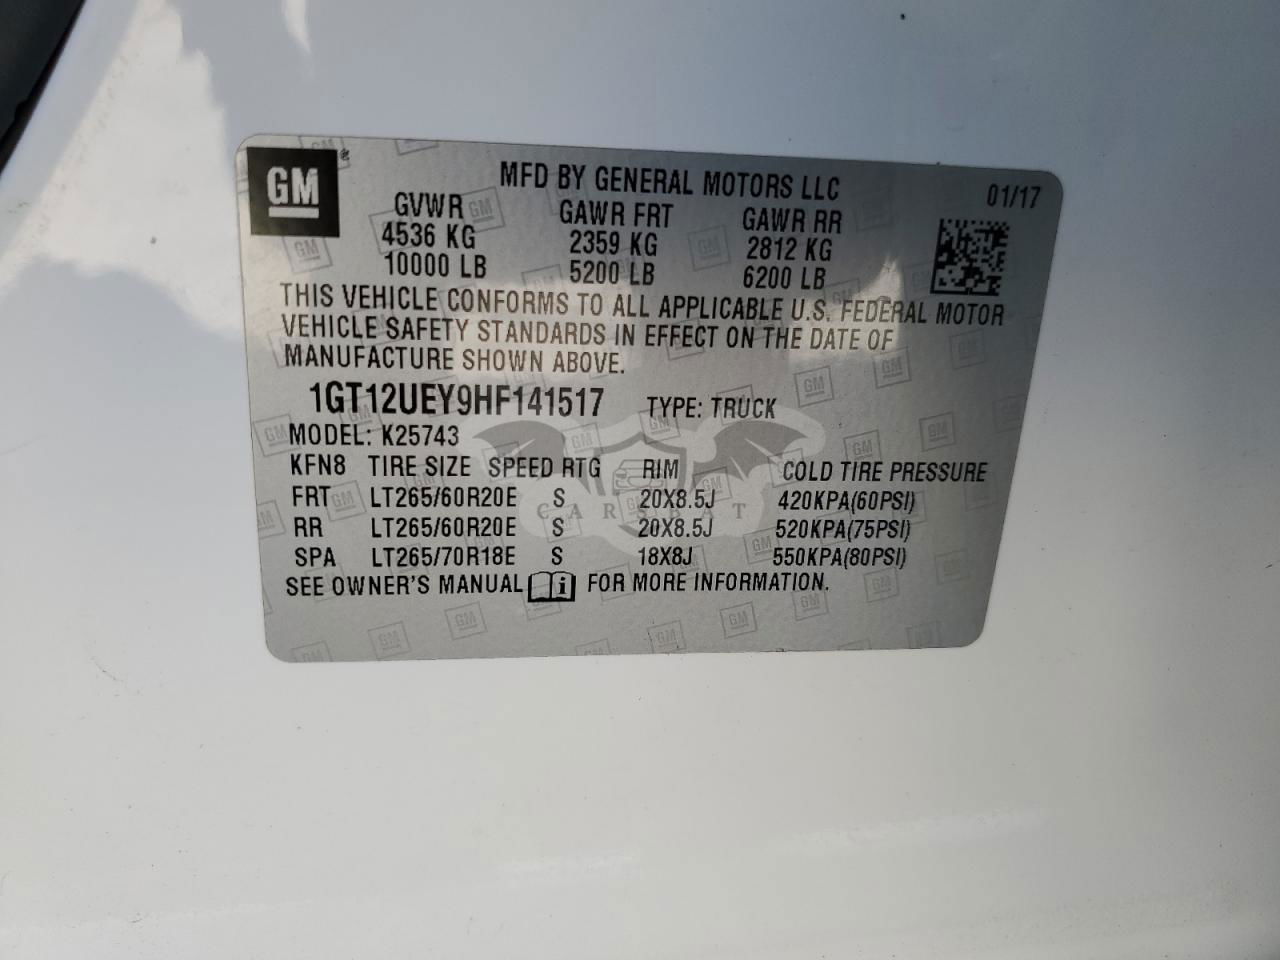 GM
MFD BY GENERAL MOTORS LLC 01/17
GVWR GAWR FRT GAWR RR
4536 KG 2359 KG 2812 KG
10000 LB 5200 LB 6200 LB
THIS VEHICLE CONFORMS TO ALL APPLICABLE U.S. FEDERAL MOTOR
VEHICLE SAFETY STANDARDS IN EFFECT ON THE DATE OF
MANUFACTURE SHOWN ABOVE.
1GT12UEY9HF141517 TYPE: TRUCK
MODEL: K25743
KFN8 TIRE SIZE SPEED RTG RIM COLD TIRE PRESSURE
FRT LT265/60R20E S 20X8.5J 420KPA(60PSI)
RR LT265/60R20E S 20X8.5J 520KPA(75PSI)
CARSBAT
SPA LT265/70R18E S 18X8J 550KPA(80PSI)
SEE OWNER'S MANUAL i FOR MORE INFORMATION.